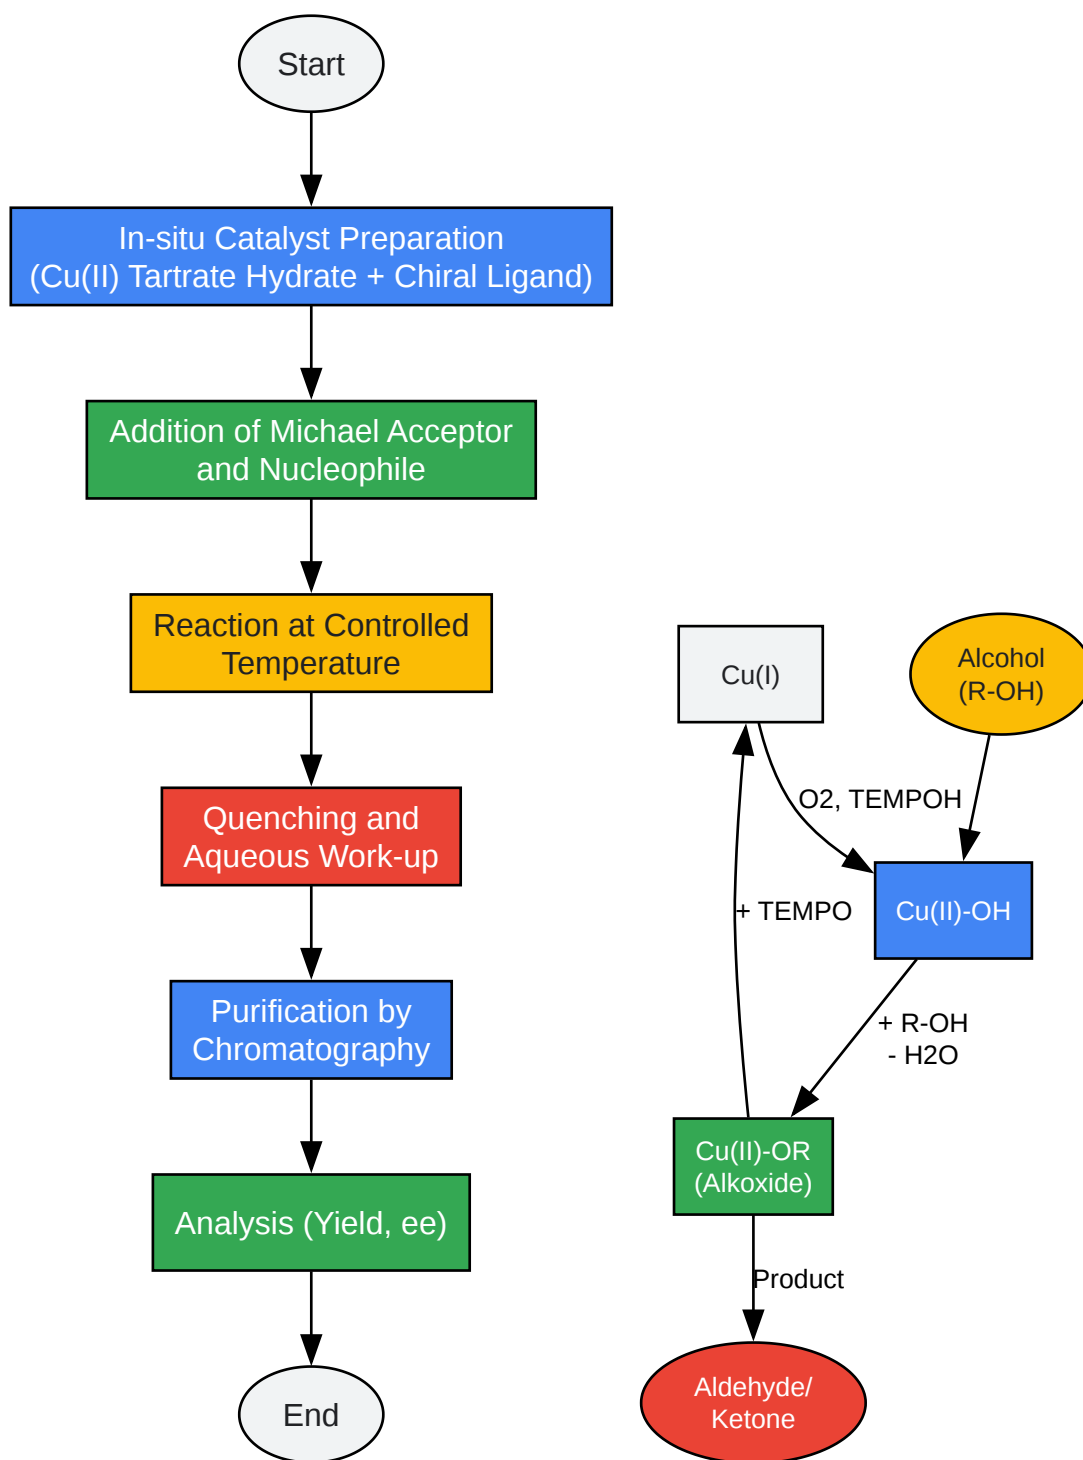 Start
In-situ Catalyst Preparation
(Cu(II) Tartrate Hydrate + Chiral Ligand)
Addition of Michael Acceptor
and Nucleophile
Reaction at Controlled
Temperature
Quenching and
Aqueous Work-up
Purification by
Chromatography
Analysis (Yield, ee)
End
Cu(I)
Alcohol
(R-OH)
O2, TEMPOH
+ TEMPO
Cu(II)-OH
+ R-OH
- H2O
Cu(II)-OR
(Alkoxide)
Product
Aldehyde/
Ketone